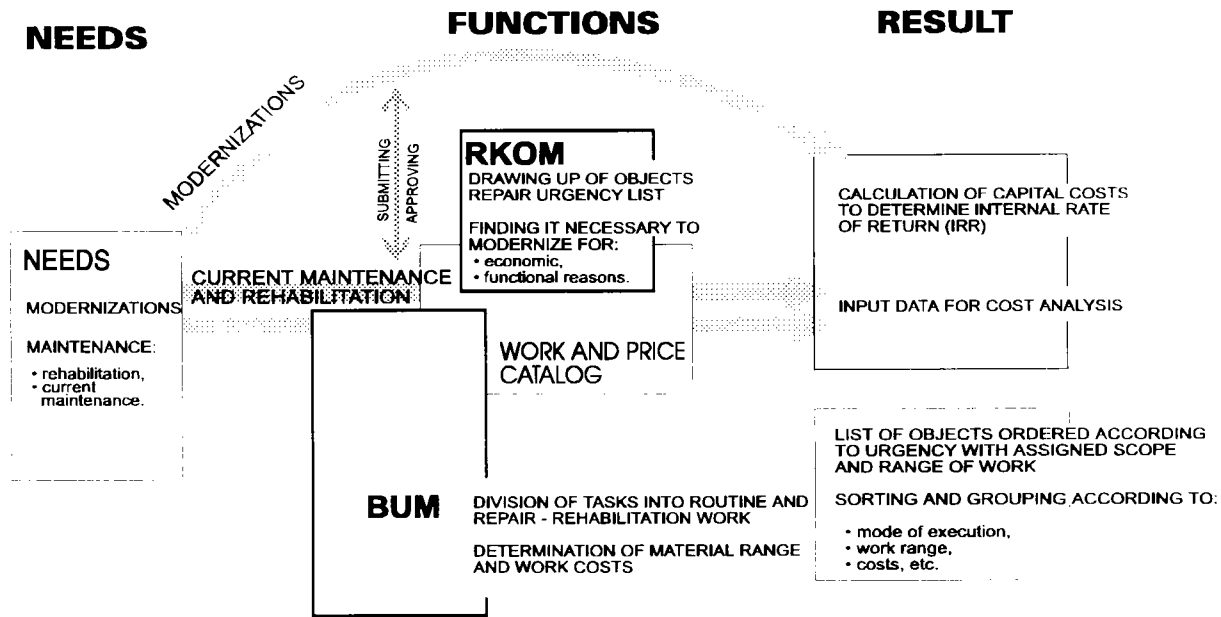 NEEDS
FUNCTIONS
RESULT
MODERNIZATIONS
SUBMITTING
APPROVING
RKOM
DRAWING UP OF OBJECTS
REPAIR URGENCY LIST
FINDING IT NECESSARY TO
MODERNIZE FOR:
• economic,
• functional reasons.
NEEDS
MODERNIZATIONS
MAINTENANCE:
• rehabilitation,
• current
maintenance.
CURRENT MAINTENANCE
AND REHABILITATION
WORK AND PRICE
CATALOG
BUM
DIVISION OF TASKS INTO ROUTINE AND
REPAIR - REHABILITATION WORK
DETERMINATION OF MATERIAL RANGE
AND WORK COSTS
CALCULATION OF CAPITAL COSTS
TO DETERMINE INTERNAL RATE
OF RETURN (IRR)
INPUT DATA FOR COST ANALYSIS
LIST OF OBJECTS ORDERED ACCORDING
TO URGENCY WITH ASSIGNED SCOPE
AND RANGE OF WORK
SORTING AND GROUPING ACCORDING TO:
• mode of execution,
• work range,
• costs, etc.